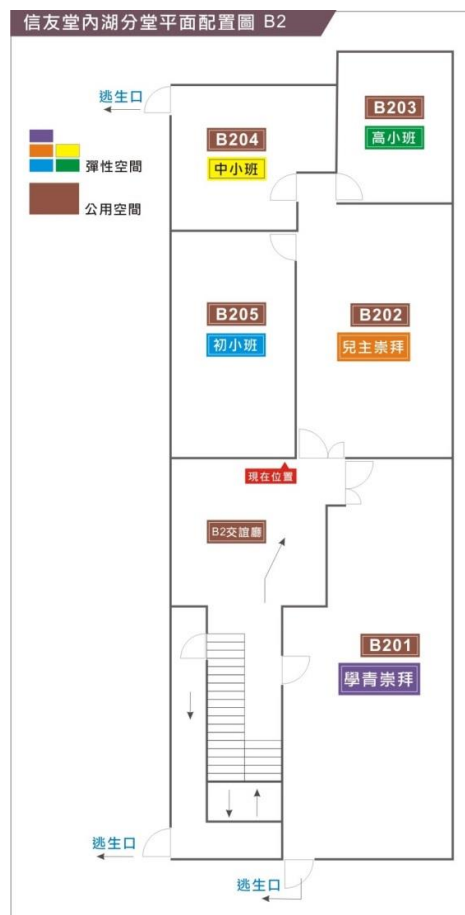 信友堂內湖分堂平面配置圖 B2
逃生口
彈性空間
公用空間
B204
中小班
B203
高小班
B205
初小班
B202
兒主崇拜
現在位置
B2交誼廳
B201
學青崇拜
逃生口
逃生口